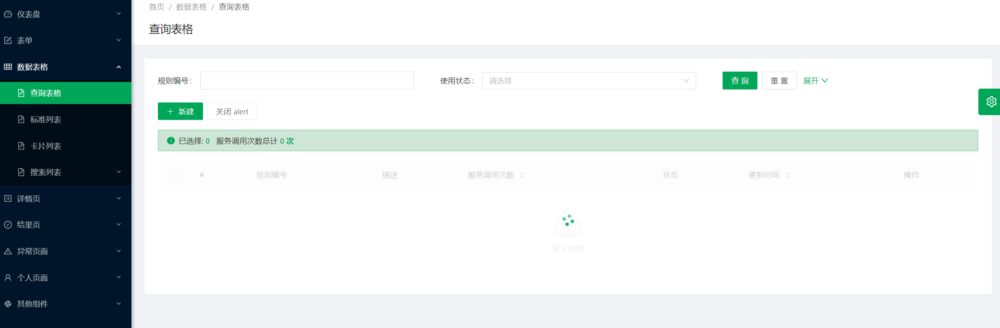 仪表盘
表单
数据表格
查询表格
标准列表
卡片列表
搜索列表
详情页
结果页
异常页面
个人页面
其他组件
首页 / 数据表格 / 查询表格
查询表格
规则编号: 使用状态: 请选择 查 询 重 置 展开
新建 关闭 alert
已选择: 0 服务调用次数总计 0 次
# 规则编号 描述 服务调用次数 状态 更新时间 操作
暂无数据